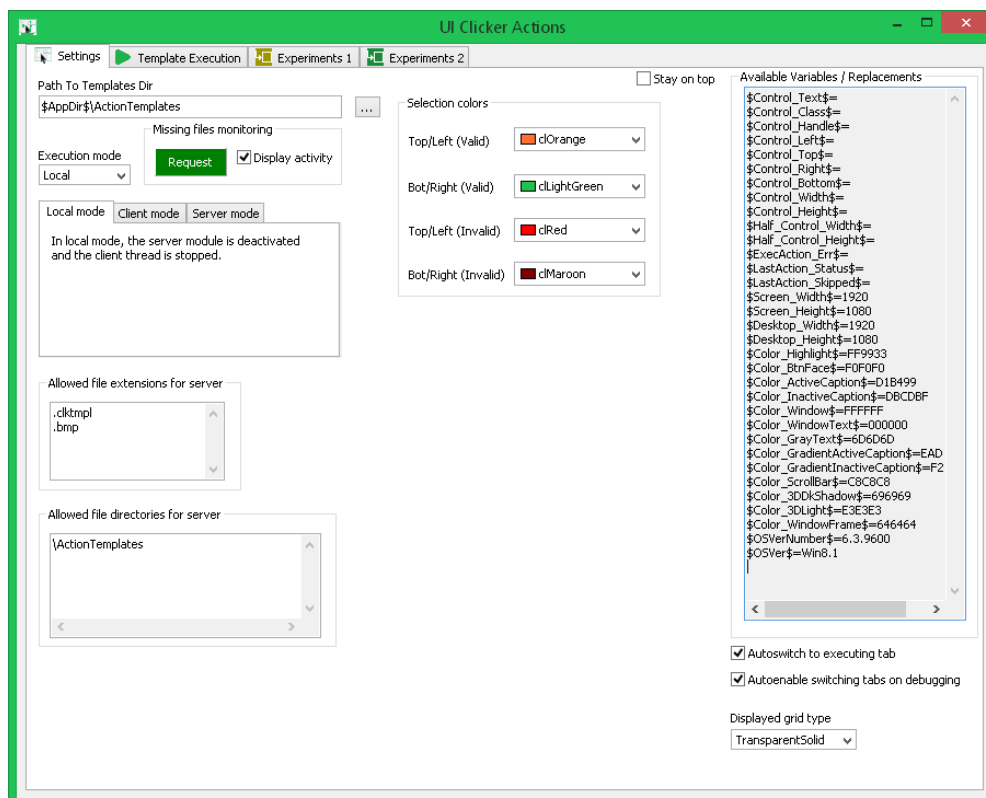 UI Clicker Actions
Settings
Template Execution
Experiments 1
Experiments 2
Path To Templates Dir
$AppDir$\ActionTemplates
...
Missing files monitoring
Execution mode
Local
Request
Display activity
Local mode
Client mode
Server mode
In local mode, the server module is deactivated
and the client thread is stopped.
Allowed file extensions for server
.clktmpl
.bmp
Allowed file directories for server
\ActionTemplates
Selection colors
Top/Left (Valid)
clOrange
Bot/Right (Valid)
clLightGreen
Top/Left (Invalid)
clRed
Bot/Right (Invalid)
clMaroon
Stay on top
Available Variables / Replacements
$Control_Text$=
$Control_Class$=
$Control_Handle$=
$Control_Left$=
$Control_Top$=
$Control_Right$=
$Control_Bottom$=
$Control_Width$=
$Control_Height$=
$Half_Control_Width$=
$Half_Control_Height$=
$ExecAction_Err$=
$LastAction_Status$=
$LastAction_Skipped$=
$Screen_Width$=1920
$Screen_Height$=1080
$Desktop_Width$=1920
$Desktop_Height$=1080
$Color_Highlight$=FF9933
$Color_BtnFace$=F0F0F0
$Color_ActiveCaption$=D1B499
$Color_InactiveCaption$=DBCDBF
$Color_Window$=FFFFFF
$Color_WindowText$=000000
$Color_GrayText$=6D6D6D
$Color_GradientActiveCaption$=EAD
$Color_GradientInactiveCaption$=F2
$Color_ScrollBar$=C8C8C8
$Color_3DDkShadow$=696969
$Color_3DLight$=E3E3E3
$Color_WindowFrame$=646464
$OSVerNumber$=6.3.9600
$OSVer$=Win8.1
Autoswitch to executing tab
Autoenable switching tabs on debugging
Displayed grid type
TransparentSolid